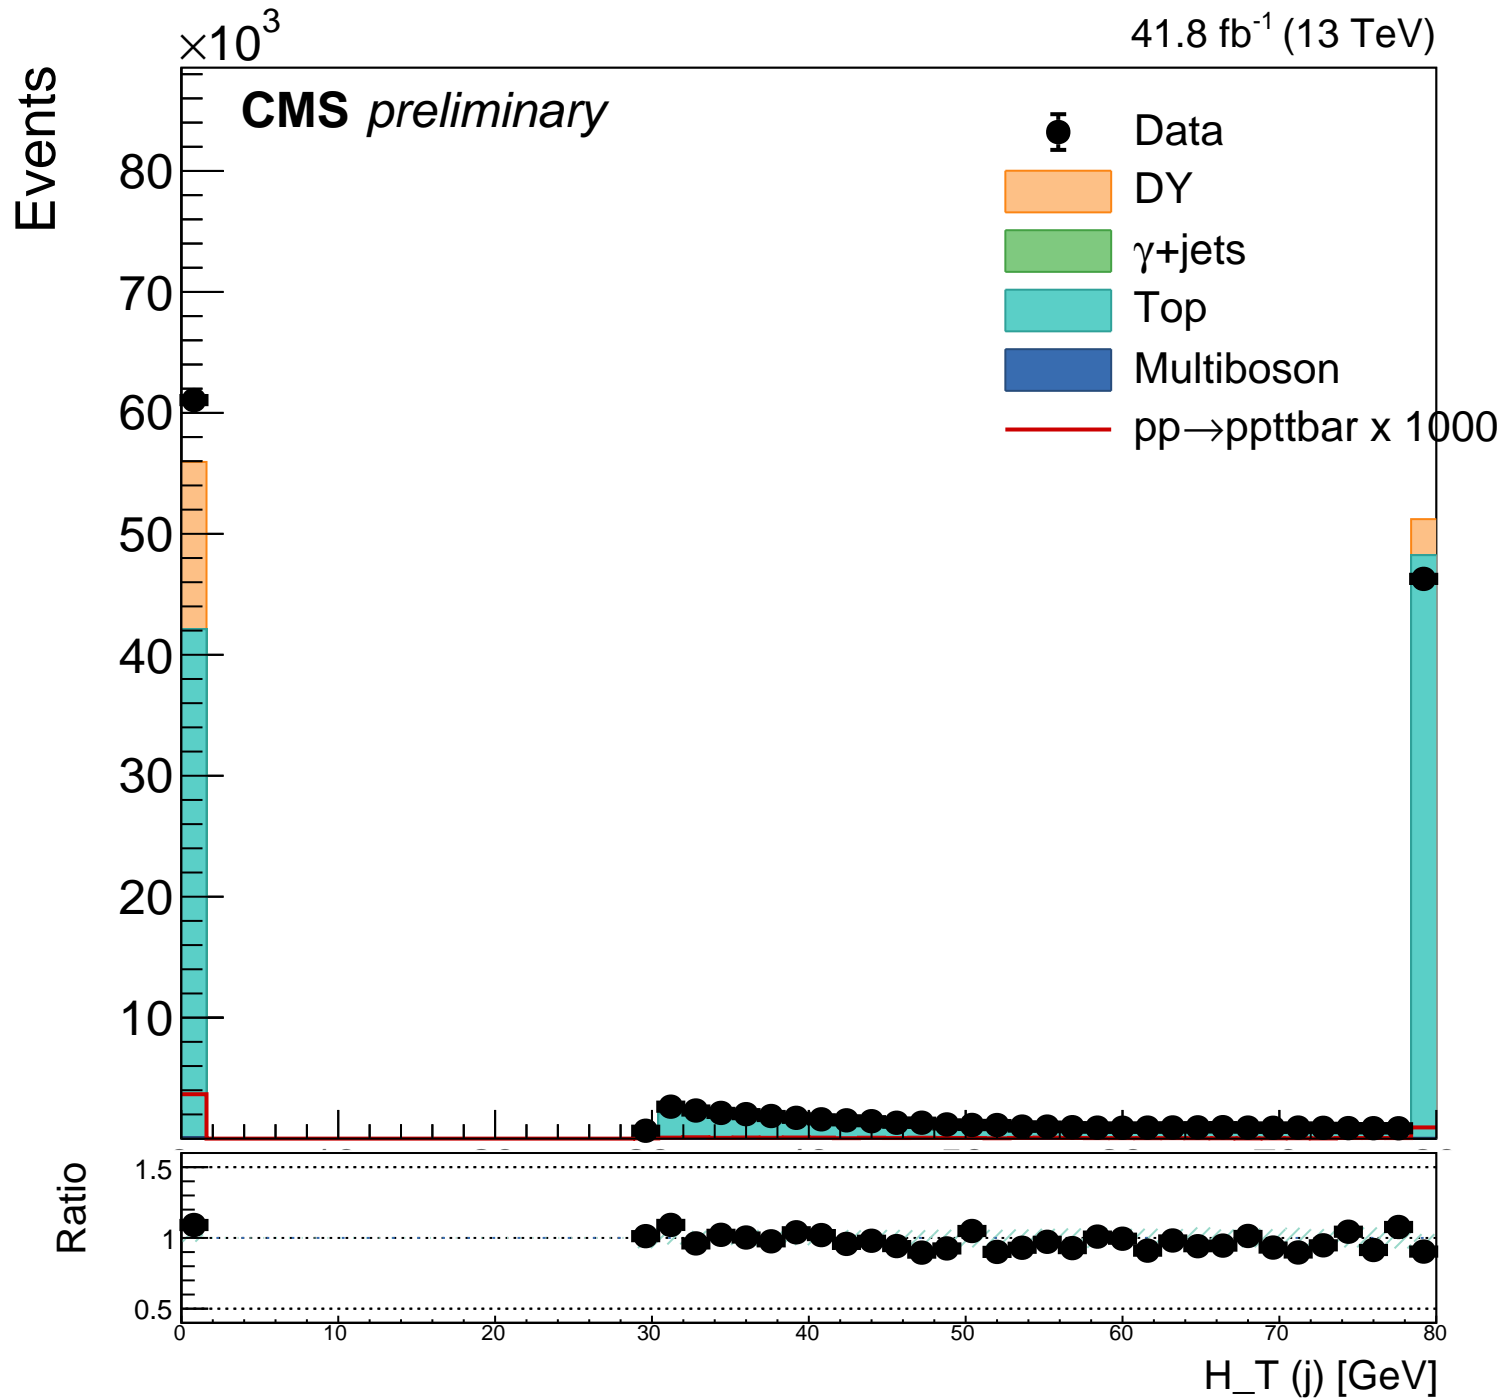 ×10³
41.8 fb⁻¹ (13 TeV)
Events
CMS preliminary
Data
DY
γ+jets
Top
Multiboson
pp→ppttbar x 1000
80
70
60
50
40
30
20
10
Ratio
1.5
1
0.5
0 10 20 30 40 50 60 70 80
H_T (j) [GeV]